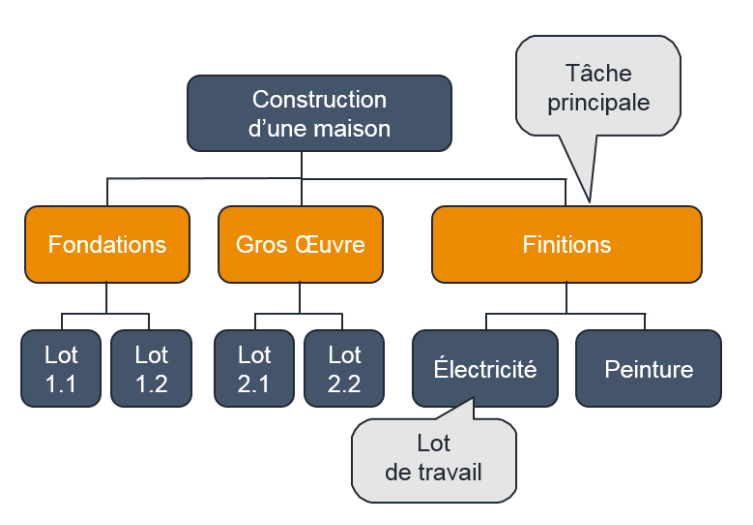 Tâche
principale
Construction
d’une maison
Fondations
Gros Œuvre
Finitions
Lot
1.1
Lot
1.2
Lot
2.1
Lot
2.2
Électricité
Peinture
Lot
de travail